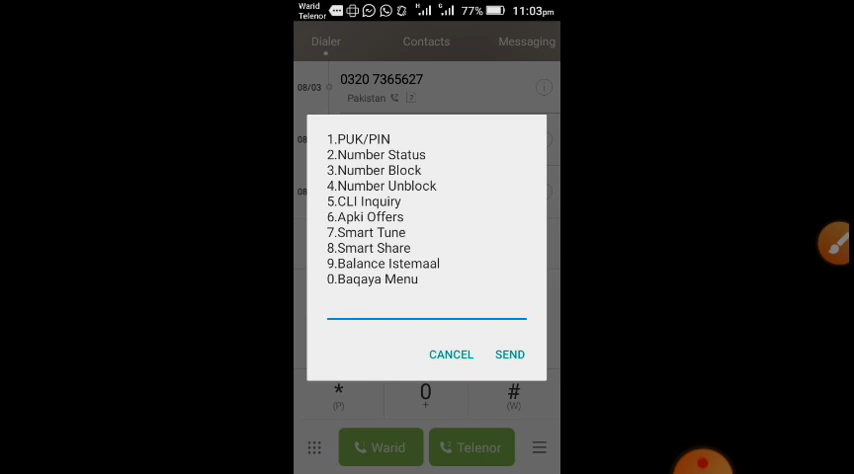 Warid
Telenor
77%
11:03pm
Dialer
Contacts
Messaging
08/03
0320 7365627
Pakistan
2
1.PUK/PIN
2.Number Status
3.Number Block
4.Number Unblock
5.CLI Inquiry
6.Apki Offers
7.Smart Tune
8.Smart Share
9.Balance Istemaal
0.Baqaya Menu
CANCEL
SEND
* 0 #
(P) + (W)
Warid
Telenor